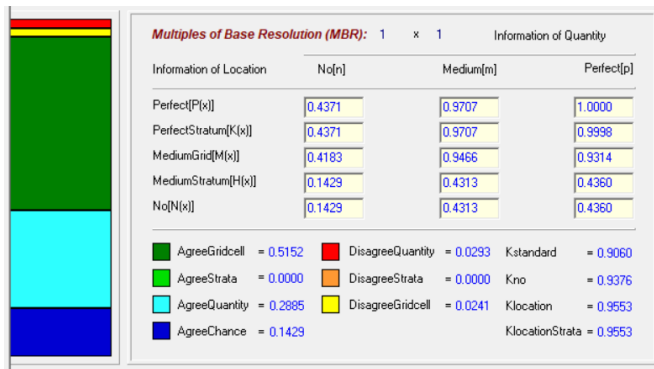 Multiples of Base Resolution (MBR): 1 x 1 Information of Quantity
Information of Location No[n] Medium[m] Perfect[p]
Perfect[P(x)] 0.4371 0.9707 1.0000
PerfectStratum[K(x)] 0.4371 0.9707 0.9998
MediumGrid[M(x)] 0.4183 0.9466 0.9314
MediumStratum[H(x)] 0.1429 0.4313 0.4360
No[N(x)] 0.1429 0.4313 0.4360
AgreeGridcell = 0.5152 DisagreeQuantity = 0.0293 Kstandard = 0.9060
AgreeStrata = 0.0000 DisagreeStrata = 0.0000 Kno = 0.9376
AgreeQuantity = 0.2885 DisagreeGridcell = 0.0241 Klocation = 0.9553
AgreeChance = 0.1429 KlocationStrata = 0.9553